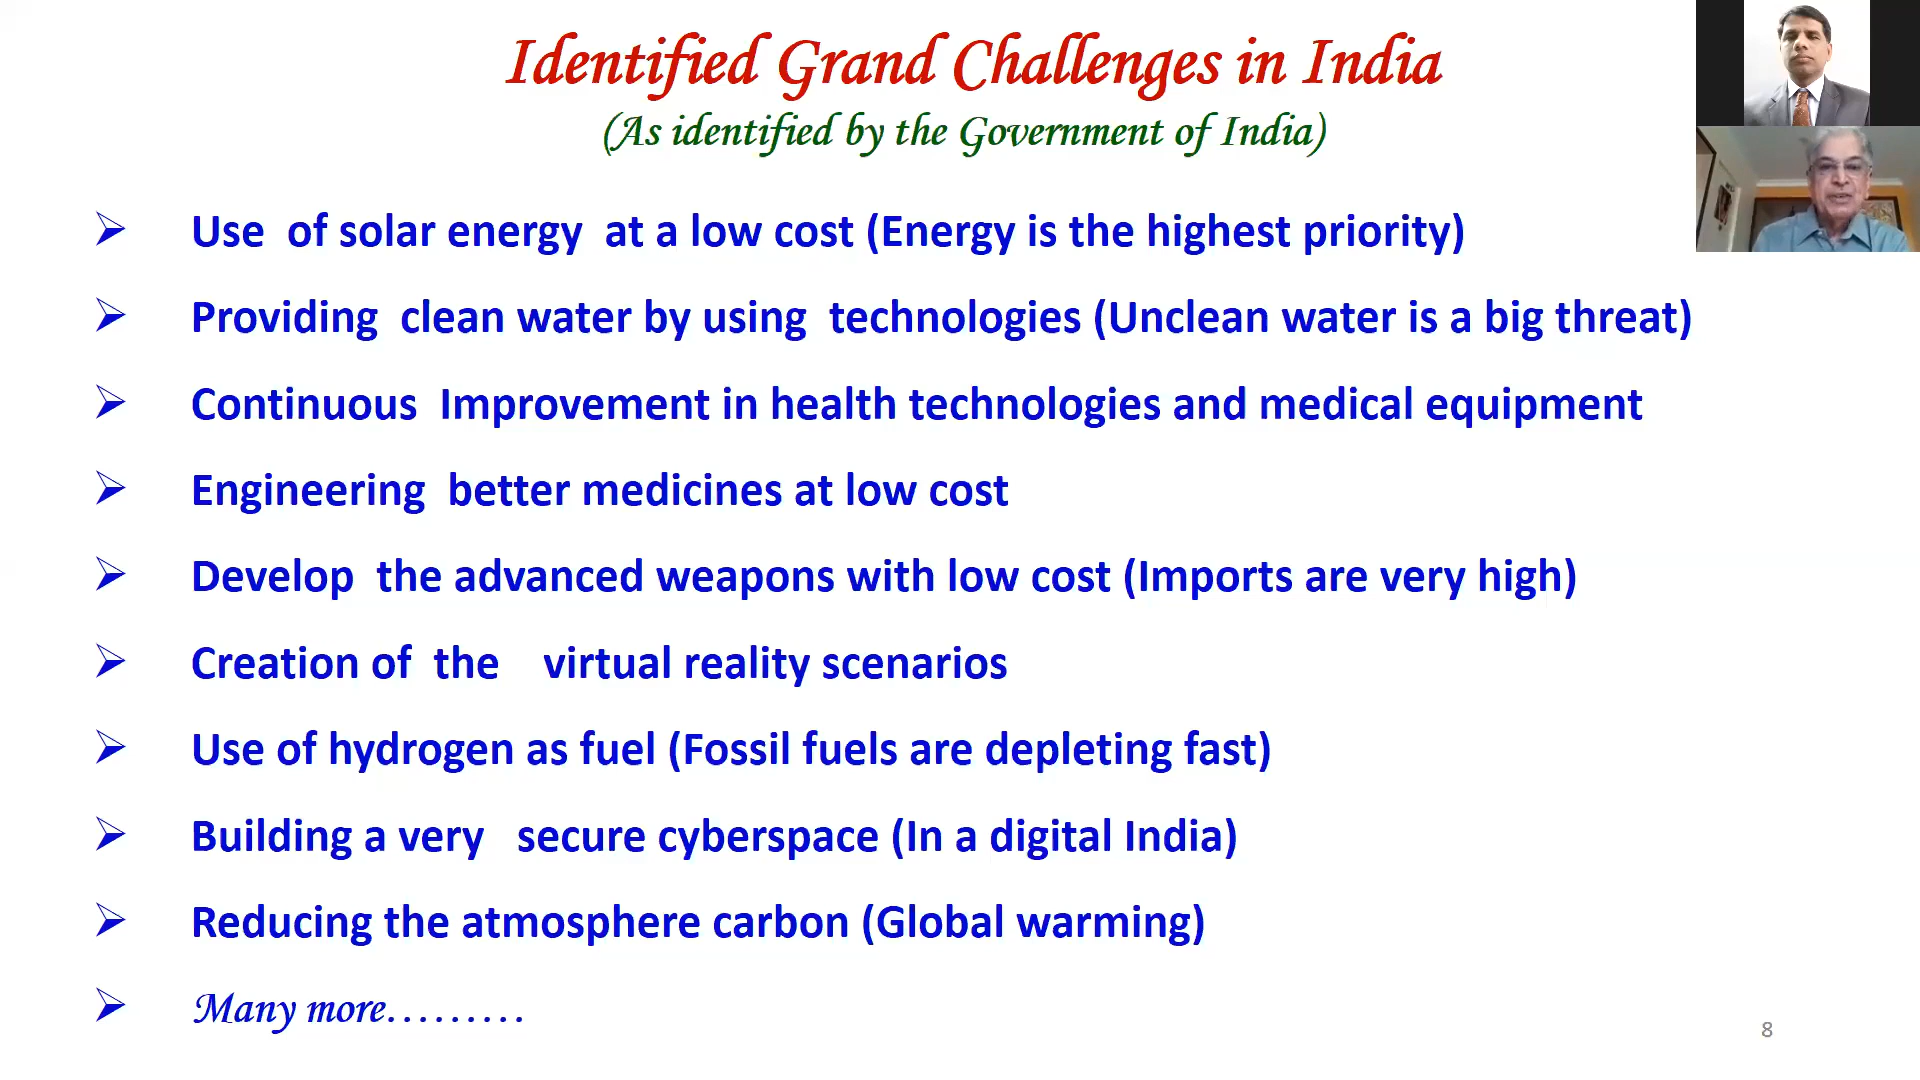 Identified Grand Challenges in India
(As identified by the Government of India)
Use of solar energy at a low cost (Energy is the highest priority)
Providing clean water by using technologies (Unclean water is a big threat)
Continuous Improvement in health technologies and medical equipment
Engineering better medicines at low cost
Develop the advanced weapons with low cost (Imports are very high)
Creation of the virtual reality scenarios
Use of hydrogen as fuel (Fossil fuels are depleting fast)
Building a very secure cyberspace (In a digital India)
Reducing the atmosphere carbon (Global warming)
Many more.........
8